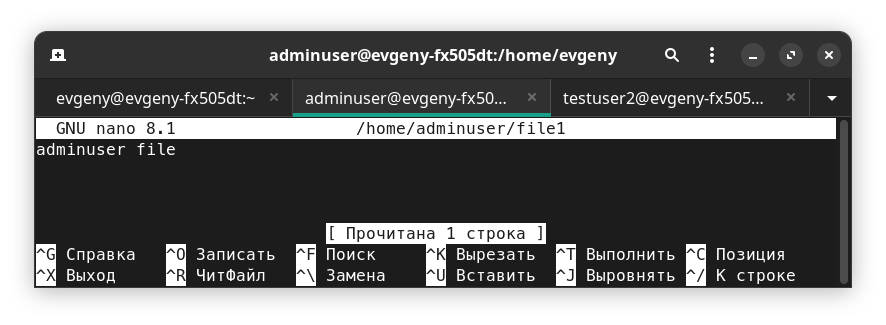 adminuser@evgeny-fx505dt:/home/evgeny
evgeny@evgeny-fx505dt:~ adminuser@evgeny-fx50... testuser2@evgeny-fx505...
GNU nano 8.1 /home/adminuser/file1
adminuser file
[ Прочитана 1 строка ]
^G Справка ^O Записать ^F Поиск ^K Вырезать ^T Выполнить ^C Позиция
^X Выход ^R ЧитФайл ^\ Замена ^U Вставить ^J Выровнять ^/ К строке